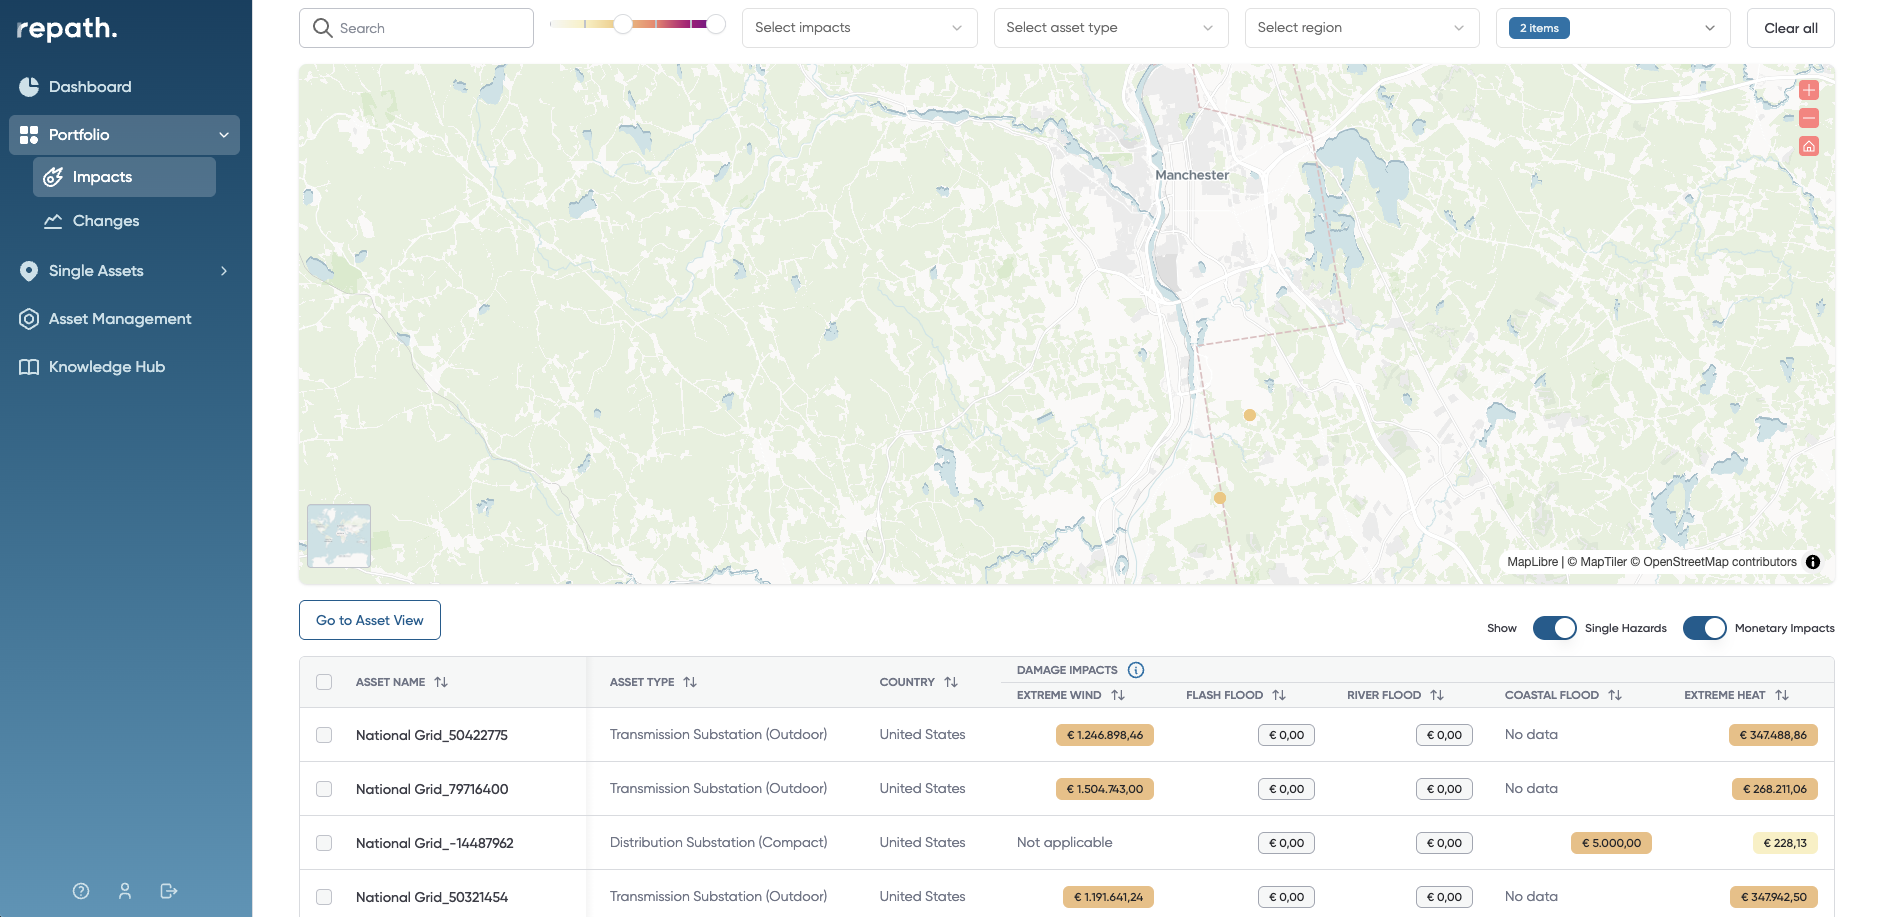 repath.
Dashboard
Portfolio
Impacts
Changes
Single Assets
Asset Management
Knowledge Hub
Search
Select impacts
Select asset type
Select region
2 items
Clear all
Manchester
MapLibre | © MapTiler © OpenStreetMap contributors
Go to Asset View
Show Single Hazards Monetary Impacts
DAMAGE IMPACTS
ASSET NAME ASSET TYPE COUNTRY EXTREME WIND FLASH FLOOD RIVER FLOOD COASTAL FLOOD EXTREME HEAT
National Grid_50422775 Transmission Substation (Outdoor) United States € 1.246.898,46 € 0,00 € 0,00 No data € 347.488,86
National Grid_79716400 Transmission Substation (Outdoor) United States € 1.504.743,00 € 0,00 € 0,00 No data € 268.211,06
National Grid_-14487962 Distribution Substation (Compact) United States Not applicable € 0,00 € 0,00 € 5.000,00 € 228,13
National Grid_50321454 Transmission Substation (Outdoor) United States € 1.191.641,24 € 0,00 € 0,00 No data € 347.942,50